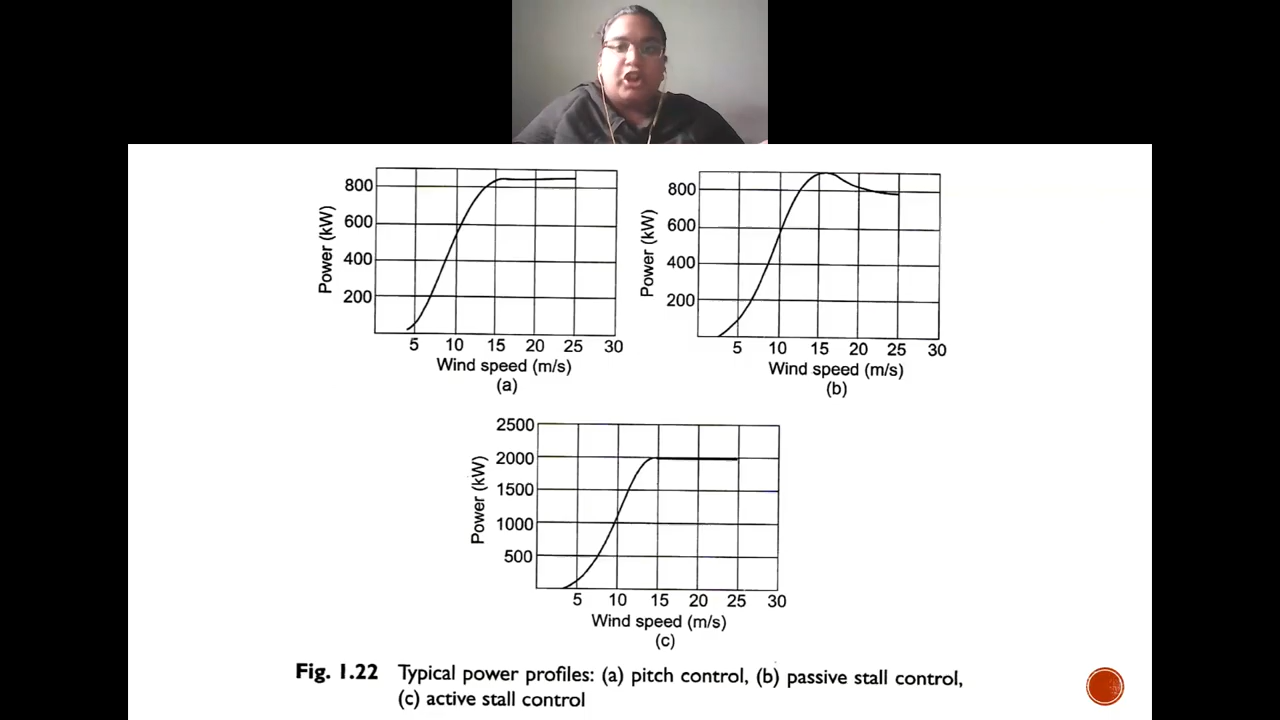 800
600
400
200
Power (kW)
5 10 15 20 25 30
Wind speed (m/s)
(a)
800
600
400
200
Power (kW)
5 10 15 20 25 30
Wind speed (m/s)
(b)
2500
2000
1500
1000
500
Power (kW)
5 10 15 20 25 30
Wind speed (m/s)
(c)
Fig. 1.22 Typical power profiles: (a) pitch control, (b) passive stall control,
(c) active stall control